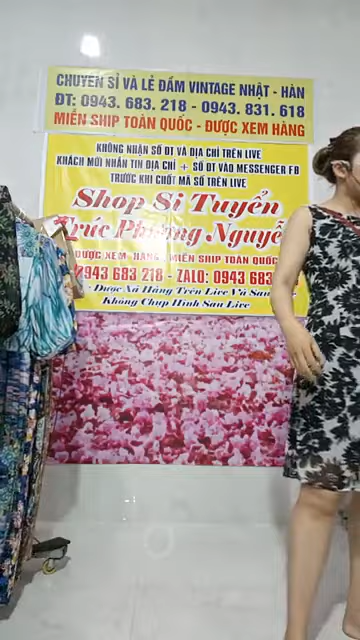 CHUYÊN SỈ VÀ LẺ ĐẦM VINTAGE NHẬT - HÀN
ĐT: 0943. 683. 218 - 0943. 831. 618
MIỄN SHIP TOÀN QUỐC - ĐƯỢC XEM HÀNG
KHÔNG NHẬN SỐ ĐT VÀ ĐỊA CHỈ TRÊN LIVE
KHÁCH MỚI NHẮN TIN ĐỊA CHỈ + SỐ ĐT VÀO MESSENGER FB
TRƯỚC KHI CHỐT MÃ SỐ TRÊN LIVE
Shop Sỉ Tuyển
Trúc Phương Nguyễn
ĐƯỢC XEM HÀNG - MIỄN SHIP TOÀN QUỐC
0943 683 218 - ZALO: 0943 683
Được Xả Hàng Trên Live Và Sau
Không Chụp Hình Sau Live